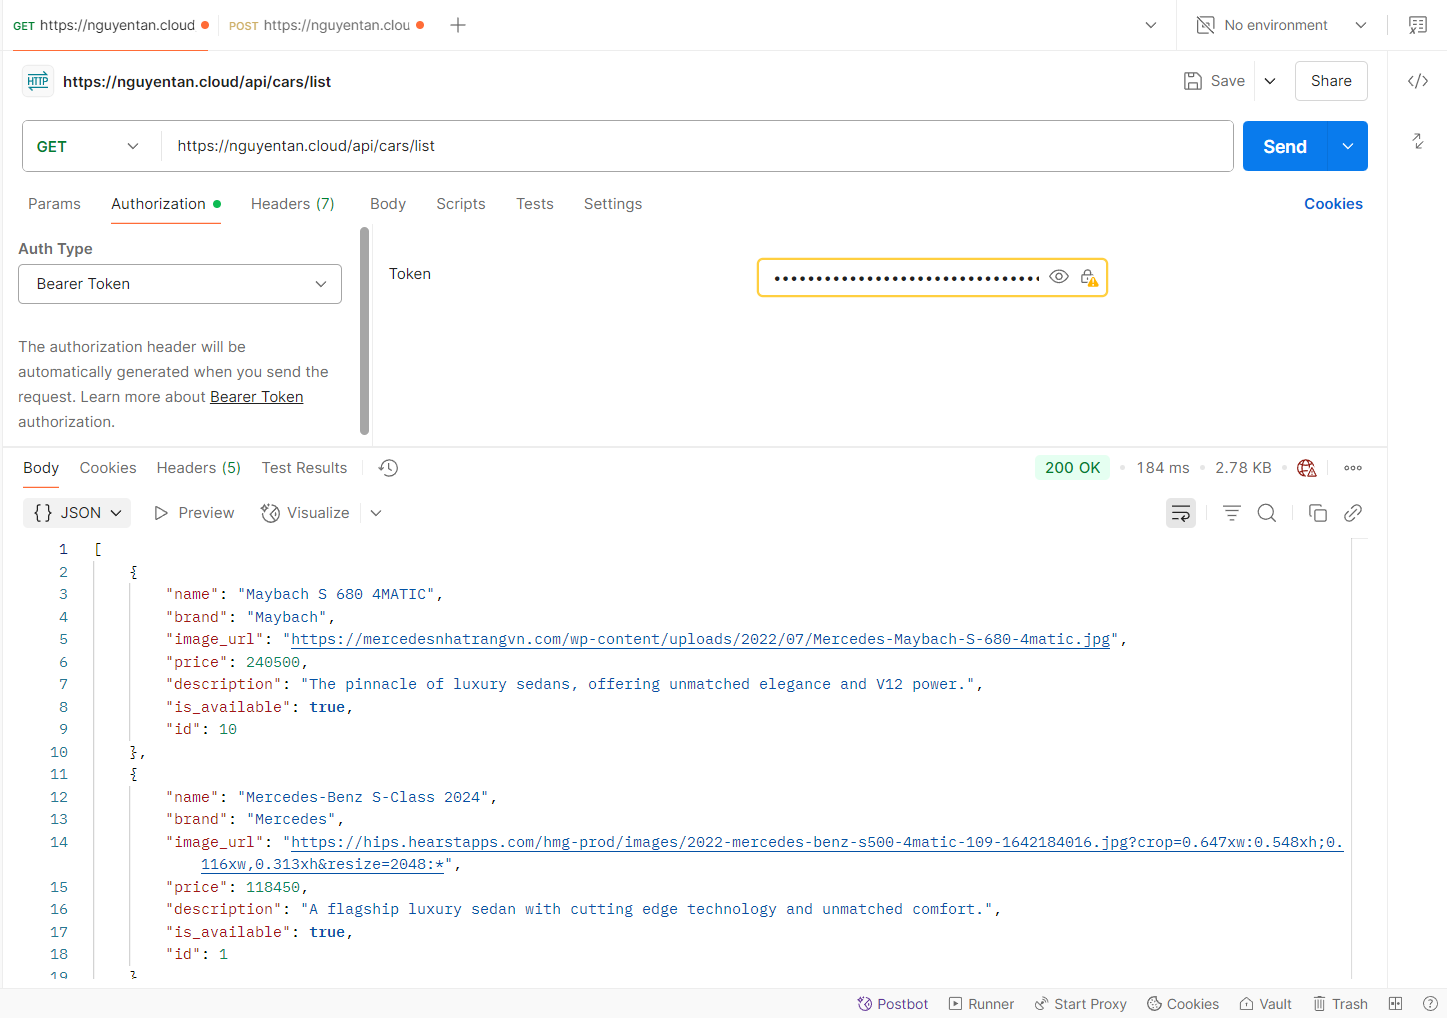 GET https://nguyentan.cloud
POST https://nguyentan.clou
No environment
HTTP https://nguyentan.cloud/api/cars/list
Save
Share
GET
https://nguyentan.cloud/api/cars/list
Send
Params
Authorization
Headers (7)
Body
Scripts
Tests
Settings
Cookies
Auth Type
Bearer Token
Token
The authorization header will be
automatically generated when you send the
request. Learn more about Bearer Token
authorization.
Body
Cookies
Headers (5)
Test Results
200 OK
184 ms
2.78 KB
{} JSON
Preview
Visualize
1 [
2 {
3 "name": "Maybach S 680 4MATIC",
4 "brand": "Maybach",
5 "image_url": "https://mercedesnhatrangvn.com/wp-content/uploads/2022/07/Mercedes-Maybach-S-680-4matic.jpg",
6 "price": 240500,
7 "description": "The pinnacle of luxury sedans, offering unmatched elegance and V12 power.",
8 "is_available": true,
9 "id": 10
10 },
11 {
12 "name": "Mercedes-Benz S-Class 2024",
13 "brand": "Mercedes",
14 "image_url": "https://hips.hearstapps.com/hmg-prod/images/2022-mercedes-benz-s500-4matic-109-1642184016.jpg?crop=0.647xw:0.548xh;0.
116xw,0.313xh&resize=2048:*",
15 "price": 118450,
16 "description": "A flagship luxury sedan with cutting edge technology and unmatched comfort.",
17 "is_available": true,
18 "id": 1
19 }
Postbot
Runner
Start Proxy
Cookies
Vault
Trash